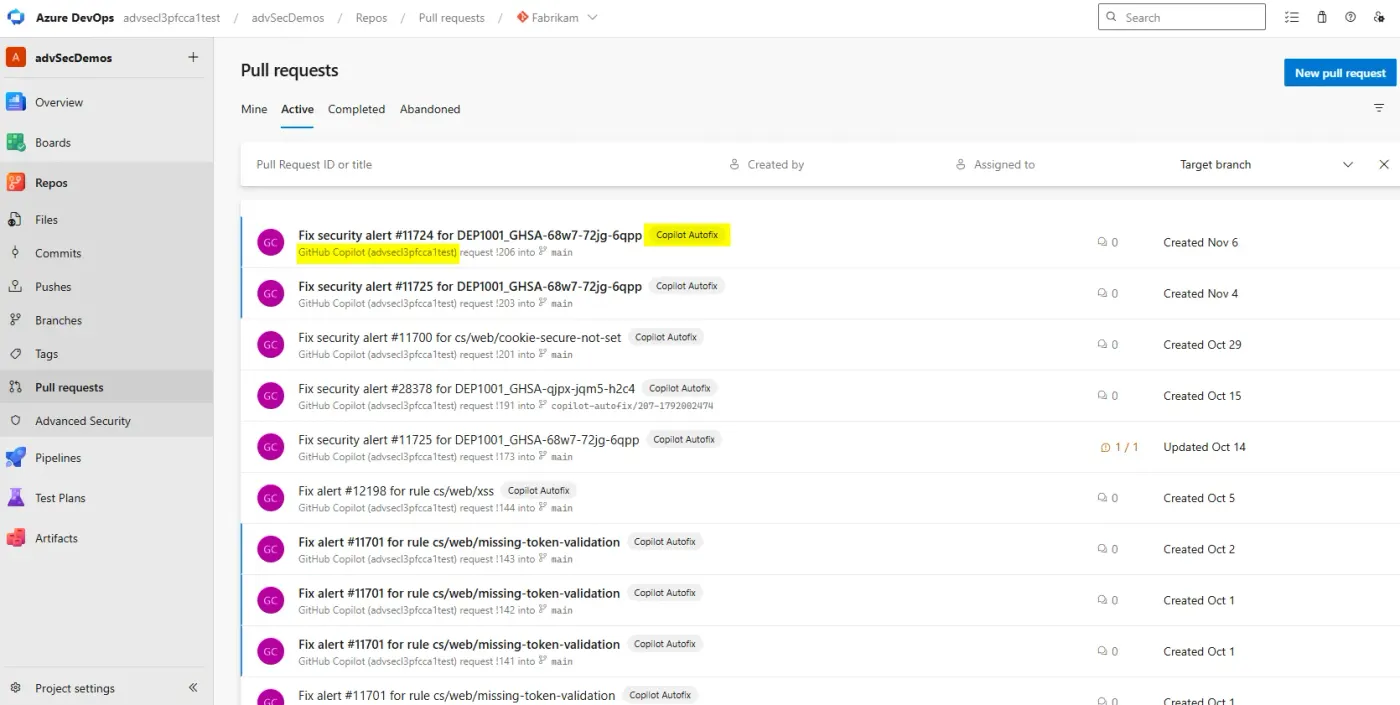 Azure DevOps advsecl3pfcca1test / advSecDemos / Repos / Pull requests / Fabrikam Search
A advSecDemos
Overview
Boards
Repos
Files
Commits
Pushes
Branches
Tags
Pull requests
Advanced Security
Pipelines
Test Plans
Artifacts
Project settings
Pull requests
New pull request
Mine Active Completed Abandoned
Pull Request ID or title Created by Assigned to Target branch
GC Fix security alert #11724 for DEP1001_GHSA-68w7-72jg-6qpp Copilot Autofix 0 Created Nov 6
GitHub Copilot (advsecl3pfcca1test) request !206 into main
GC Fix security alert #11725 for DEP1001_GHSA-68w7-72jg-6qpp Copilot Autofix 0 Created Nov 4
GitHub Copilot (advsecl3pfcca1test) request !203 into main
GC Fix security alert #11700 for cs/web/cookie-secure-not-set Copilot Autofix 0 Created Oct 29
GitHub Copilot (advsecl3pfcca1test) request !201 into main
GC Fix security alert #28378 for DEP1001_GHSA-qjpx-jqm5-h2c4 Copilot Autofix 0 Created Oct 15
GitHub Copilot (advsecl3pfcca1test) request !191 into copilot-autofix/207-1792002474
GC Fix security alert #11725 for DEP1001_GHSA-68w7-72jg-6qpp Copilot Autofix 1 / 1 Updated Oct 14
GitHub Copilot (advsecl3pfcca1test) request !173 into main
GC Fix alert #12198 for rule cs/web/xss Copilot Autofix 0 Created Oct 5
GitHub Copilot (advsecl3pfcca1test) request !144 into main
GC Fix alert #11701 for rule cs/web/missing-token-validation Copilot Autofix 0 Created Oct 2
GitHub Copilot (advsecl3pfcca1test) request !143 into main
GC Fix alert #11701 for rule cs/web/missing-token-validation Copilot Autofix 0 Created Oct 1
GitHub Copilot (advsecl3pfcca1test) request !142 into main
GC Fix alert #11701 for rule cs/web/missing-token-validation Copilot Autofix 0 Created Oct 1
GitHub Copilot (advsecl3pfcca1test) request !141 into main
GC Fix alert #11701 for rule cs/web/missing-token-validation Copilot Autofix 0 Created Oct 1